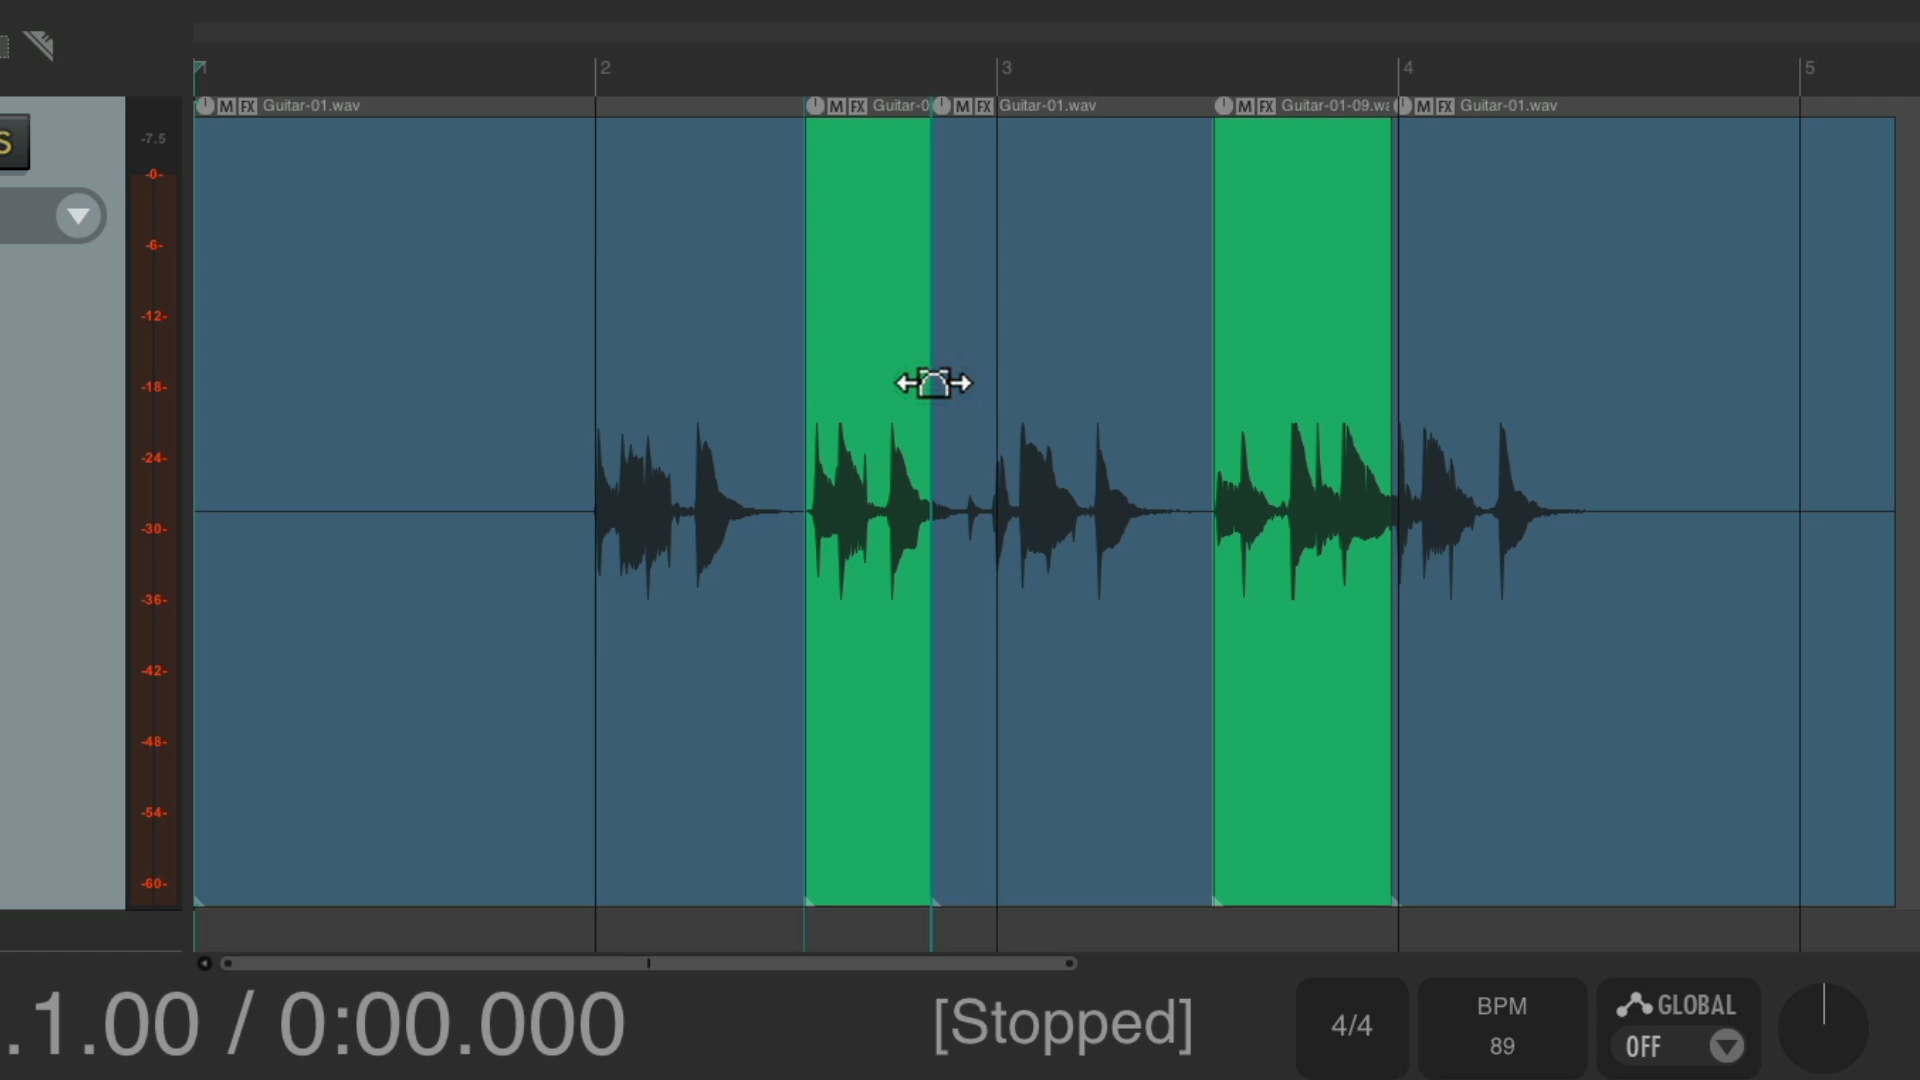 1 2 3 4 5
M FX Guitar-01.wav M FX Guitar-0 M FX Guitar-01.wav M FX Guitar-01-09.wa M FX Guitar-01.wav
S
-7.5
-0-
-6-
-12-
-18-
-24-
-30-
-36-
-42-
-48-
-54-
-60-
.1.00 / 0:00.000 [Stopped] 4/4
BPM
89
GLOBAL
OFF